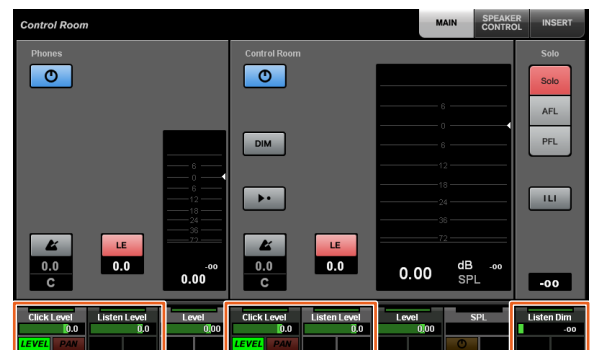 Control Room
MAIN
SPEAKER CONTROL
INSERT
Phones
Control Room
Solo
Solo
AFL
PFL
DIM
6
0
6
12
18
24
36
72
6
0
6
12
18
24
36
72
LE
LE
0.0
0.0
-oo
0.0
0.0
dB
-oo
C
0.00
C
0.00
SPL
-oo
Click Level
Listen Level
Level
Click Level
Listen Level
Level
SPL
Listen Dim
0.0
0.0
0.00
0.0
0.0
0.00
-oo
LEVEL
PAN
LEVEL
PAN